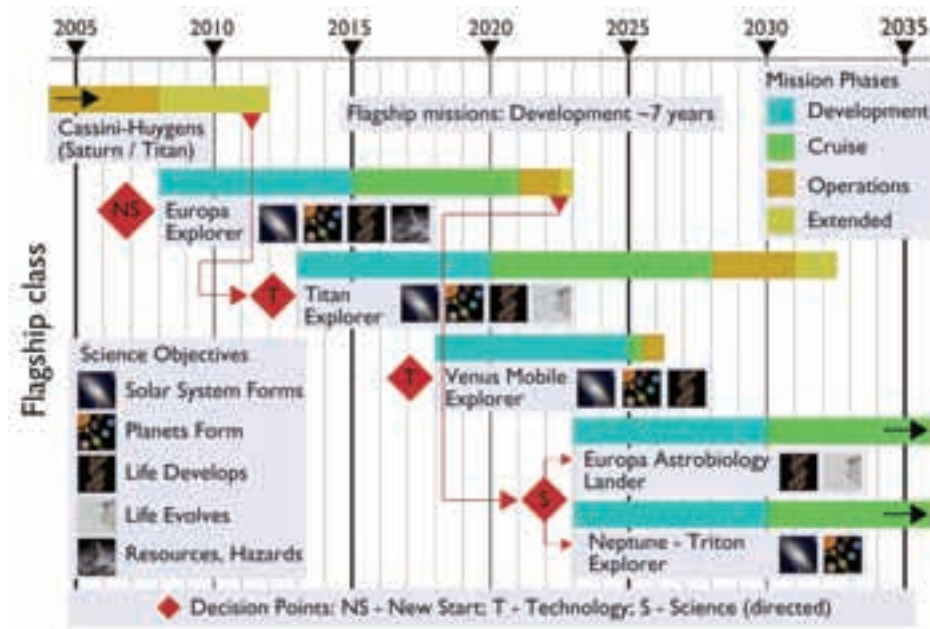 2005 2010 2015 2020 2025 2030 2035
Mission Phases
Development
Cruise
Operations
Extended
Flagship missions: Development ~7 years
Cassini-Huygens
(Saturn / Titan)
NS
Europa
Explorer
T
Titan
Explorer
T
Venus Mobile
Explorer
S
Europa Astrobiology
Lander
Neptune - Triton
Explorer
Flagship class
Science Objectives
Solar System Forms
Planets Form
Life Develops
Life Evolves
Resources, Hazards
Decision Points: NS - New Start; T - Technology; S - Science (directed)